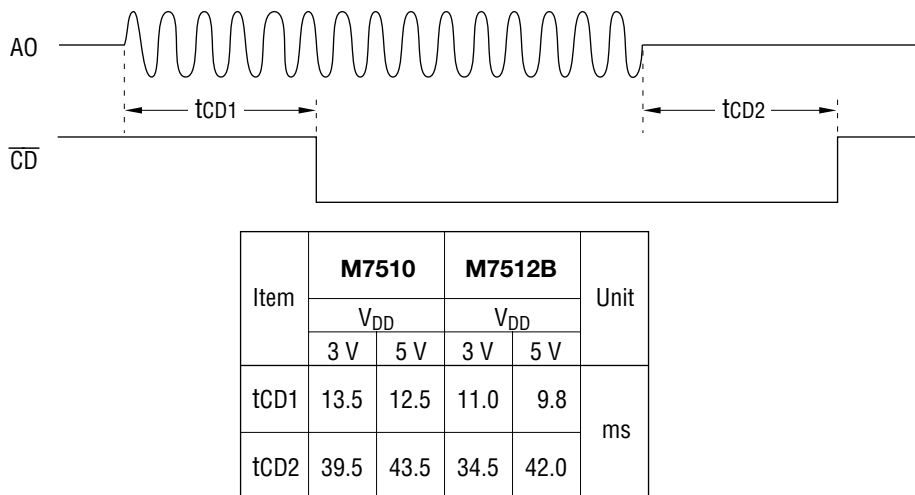 AO
tCD1
tCD2
CD
Item M7510 M7512B Unit
VDD VDD
3 V 5 V 3 V 5 V
tCD1 13.5 12.5 11.0 9.8 ms
tCD2 39.5 43.5 34.5 42.0